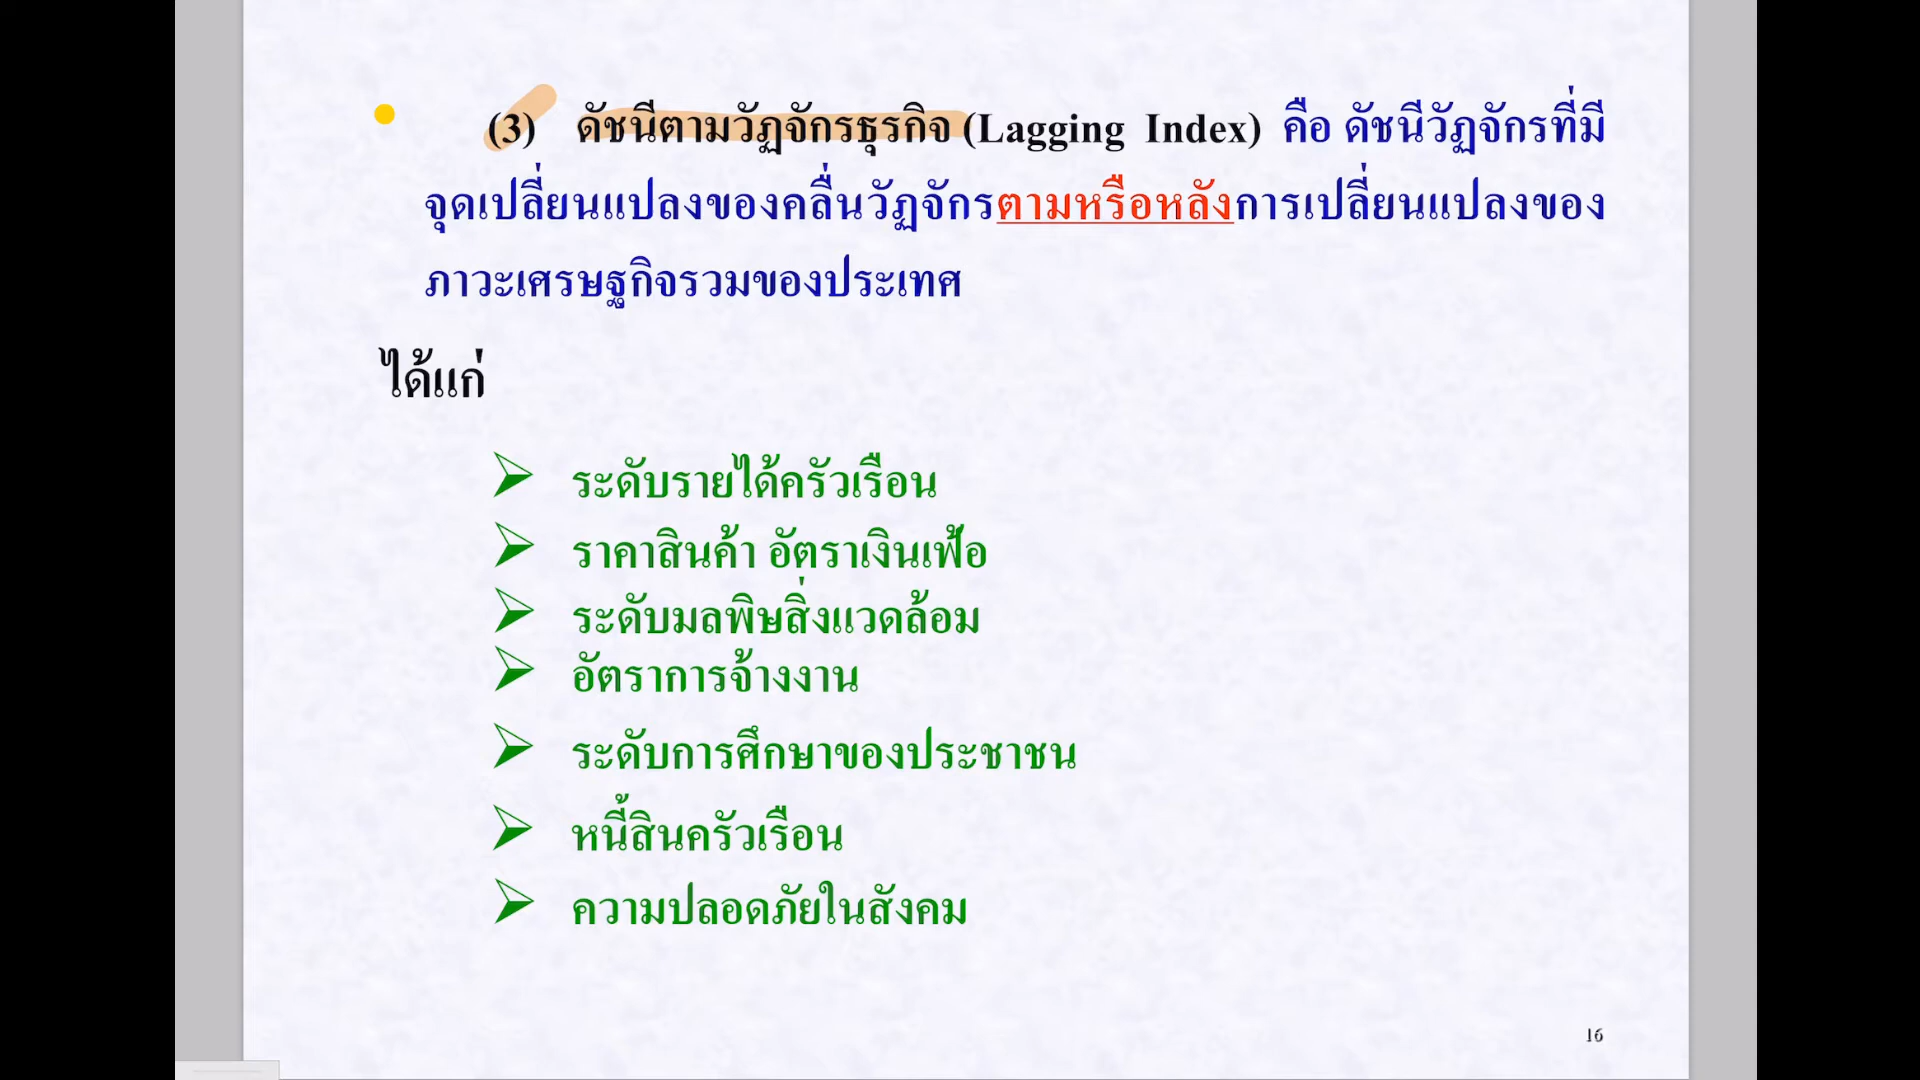 (3) ดัชนีตามวัฏจักรธุรกิจ (Lagging Index) คือ ดัชนีวัฏจักรที่มี
จุดเปลี่ยนแปลงของคลื่นวัฏจักรตามหรือหลังการเปลี่ยนแปลงของ
ภาวะเศรษฐกิจรวมของประเทศ
ได้แก่
ระดับรายได้ครัวเรือน
ราคาสินค้า อัตราเงินเฟ้อ
ระดับมลพิษสิ่งแวดล้อม
อัตราการจ้างงาน
ระดับการศึกษาของประชาชน
หนี้สินครัวเรือน
ความปลอดภัยในสังคม
16